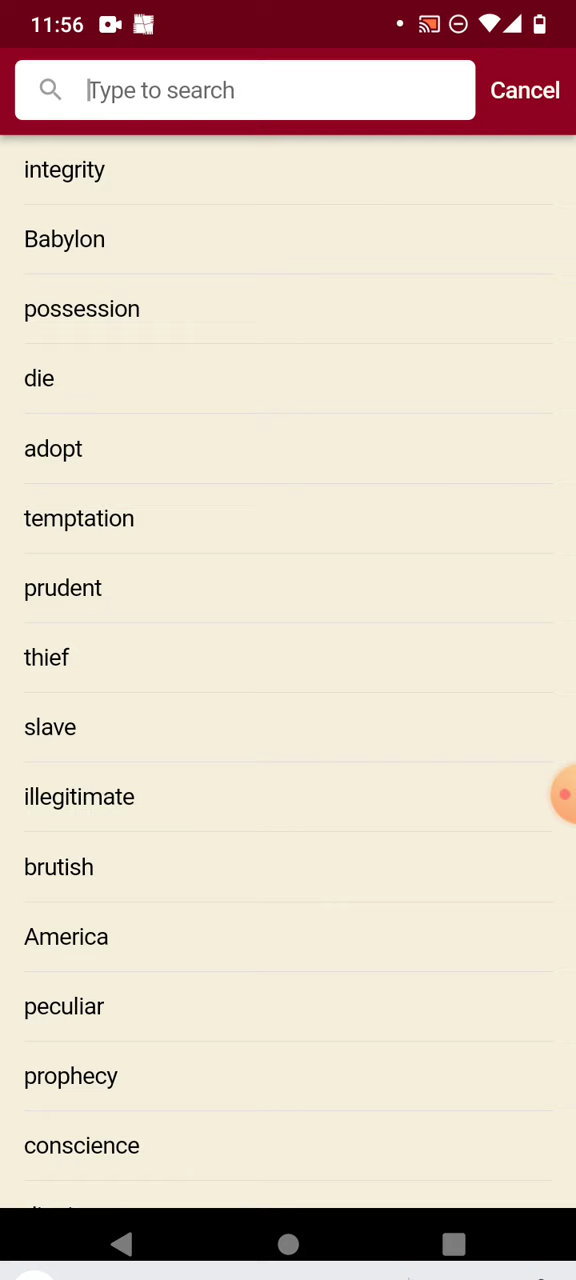 11:56
Type to search
Cancel
integrity
Babylon
possession
die
adopt
temptation
prudent
thief
slave
illegitimate
brutish
America
peculiar
prophecy
conscience